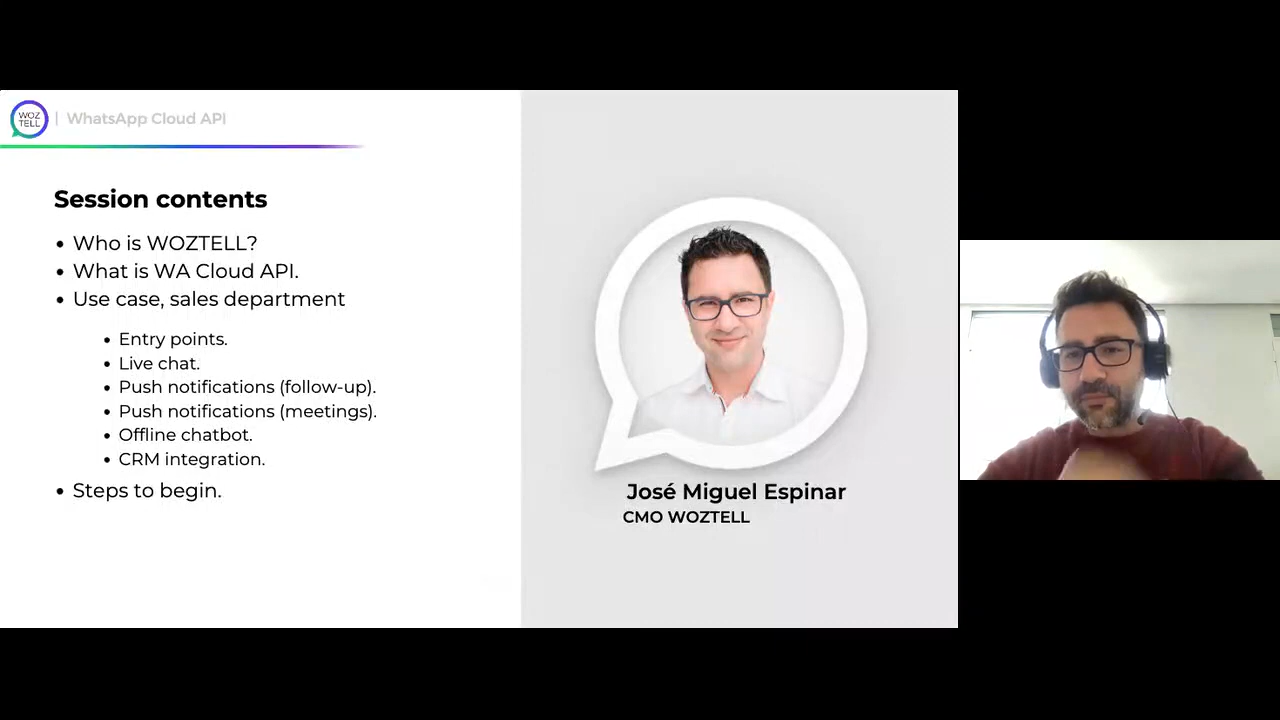 WOZ
TELL
| WhatsApp Cloud API
Session contents
• Who is WOZTELL?
• What is WA Cloud API.
• Use case, sales department
• Entry points.
• Live chat.
• Push notifications (follow-up).
• Push notifications (meetings).
• Offline chatbot.
• CRM integration.
• Steps to begin.
José Miguel Espinar
CMO WOZTELL